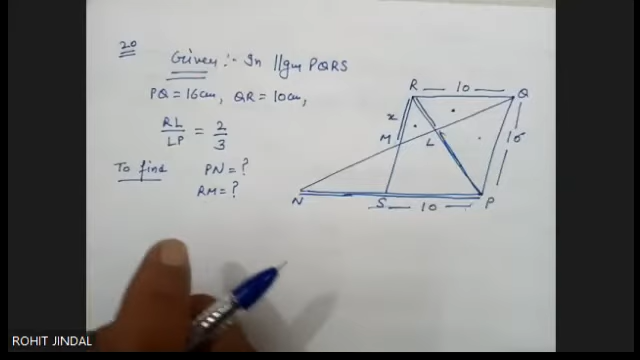 20
Given :- In ||gm PQRS
PQ = 16cm, QR = 10cm,
RL/LP = 2/3
To find PN = ?
RM = ?
R 10 Q
x
M
L
16
N S P
10
ROHIT JINDAL